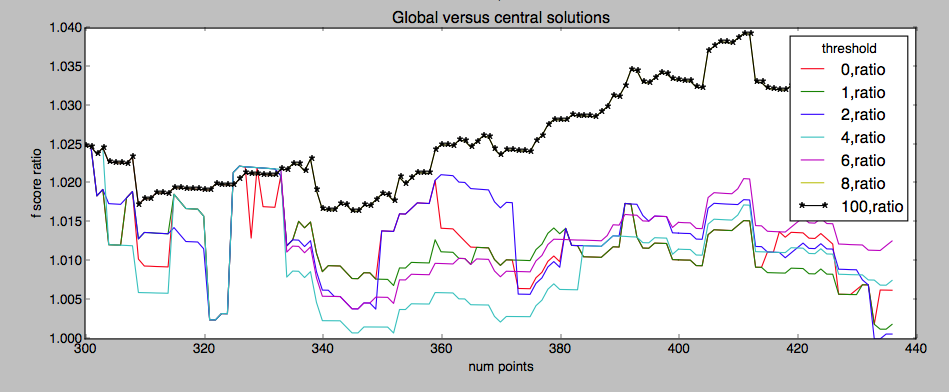 Global versus central solutions
1.040
1.035
1.030
1.025
1.020
1.015
1.010
1.005
1.000
f score ratio
300 320 340 360 380 400 420 440
num points
threshold
0,ratio
1,ratio
2,ratio
4,ratio
6,ratio
8,ratio
100,ratio